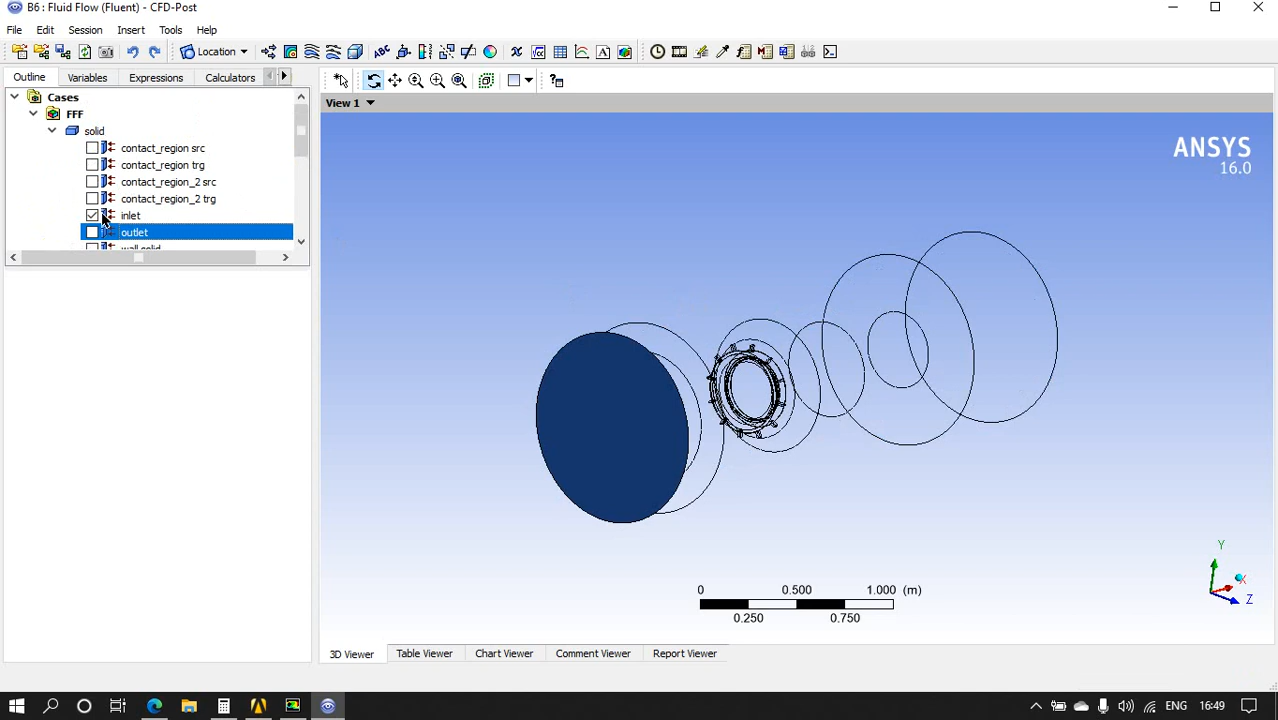 B6 : Fluid Flow (Fluent) - CFD-Post
File Edit Session Insert Tools Help
Location
Outline Variables Expressions Calculators
View 1
Cases
FFF
solid
contact_region src
contact_region trg
contact_region_2 src
contact_region_2 trg
inlet
outlet
wall solid
ANSYS
16.0
0 0.500 1.000 (m)
0.250 0.750
Y
X
Z
3D Viewer Table Viewer Chart Viewer Comment Viewer Report Viewer
ENG 16:49